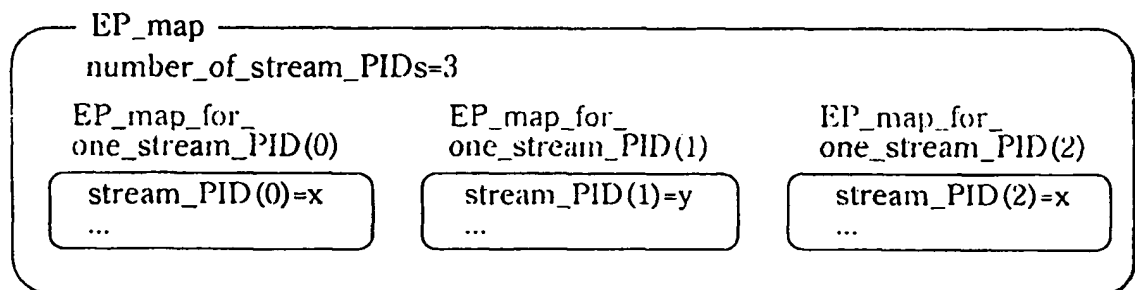 EP_map
number_of_stream_PIDs=3
EP_map_for_
one_stream_PID(0)
stream_PID(0)=x
...
EP_map_for_
one_stream_PID(1)
stream_PID(1)=y
...
EP_map_for_
one_stream_PID(2)
stream_PID(2)=x
...